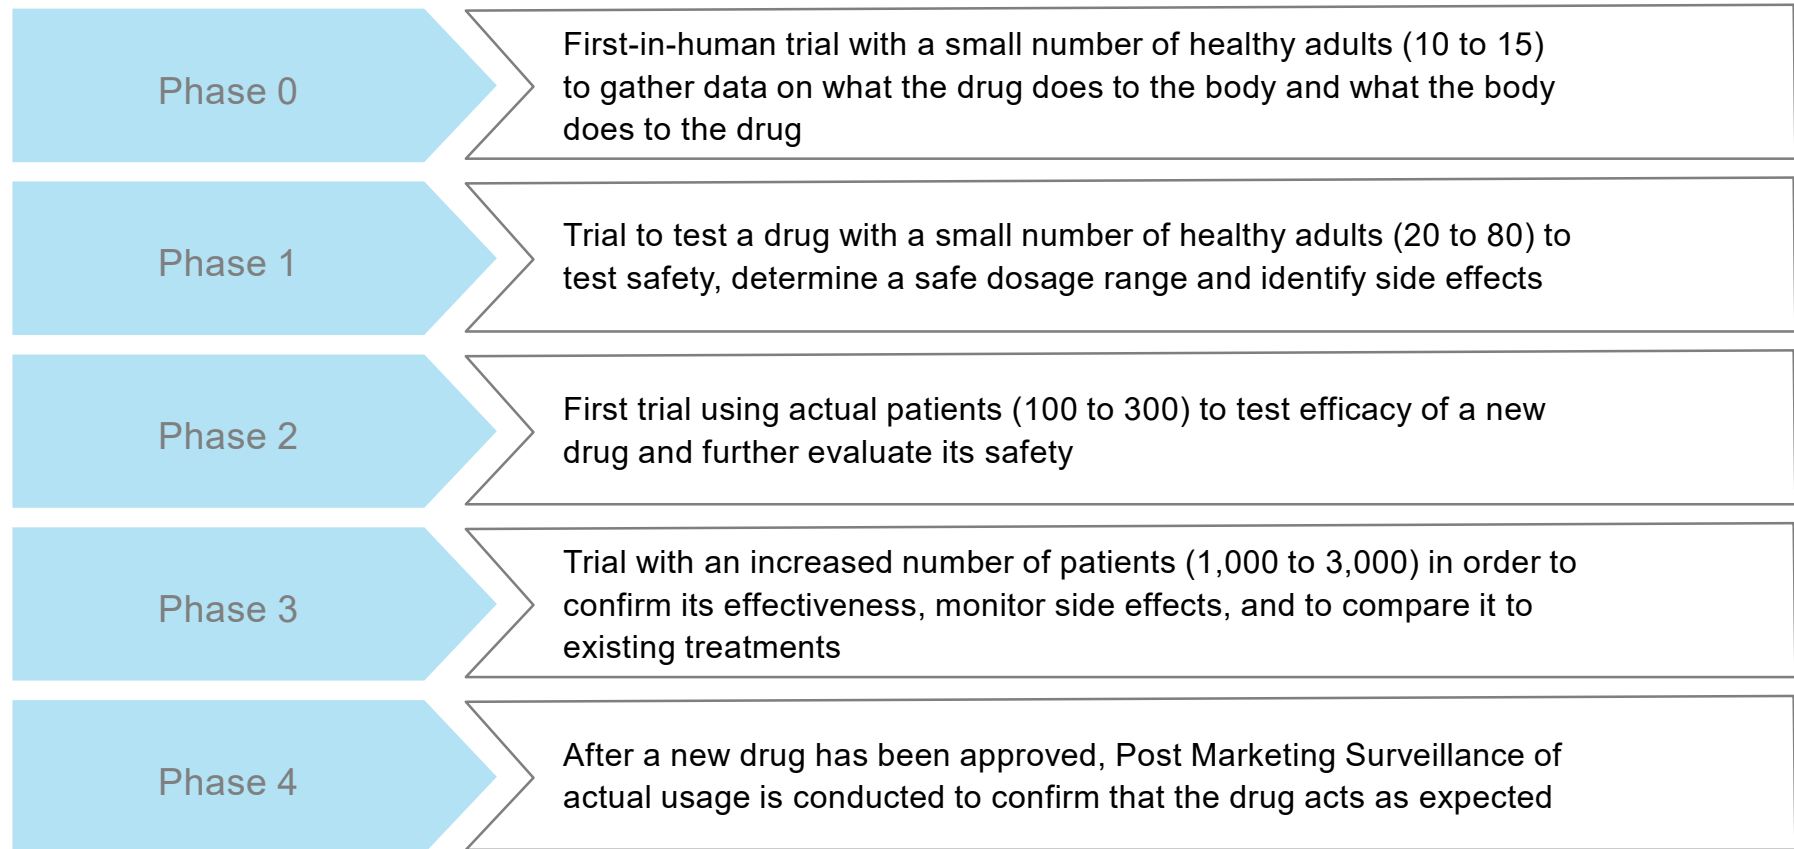 Phase 0
First-in-human trial with a small number of healthy adults (10 to 15)
to gather data on what the drug does to the body and what the body
does to the drug
Phase 1
Trial to test a drug with a small number of healthy adults (20 to 80) to
test safety, determine a safe dosage range and identify side effects
Phase 2
First trial using actual patients (100 to 300) to test efficacy of a new
drug and further evaluate its safety
Phase 3
Trial with an increased number of patients (1,000 to 3,000) in order to
confirm its effectiveness, monitor side effects, and to compare it to
existing treatments
Phase 4
After a new drug has been approved, Post Marketing Surveillance of
actual usage is conducted to confirm that the drug acts as expected